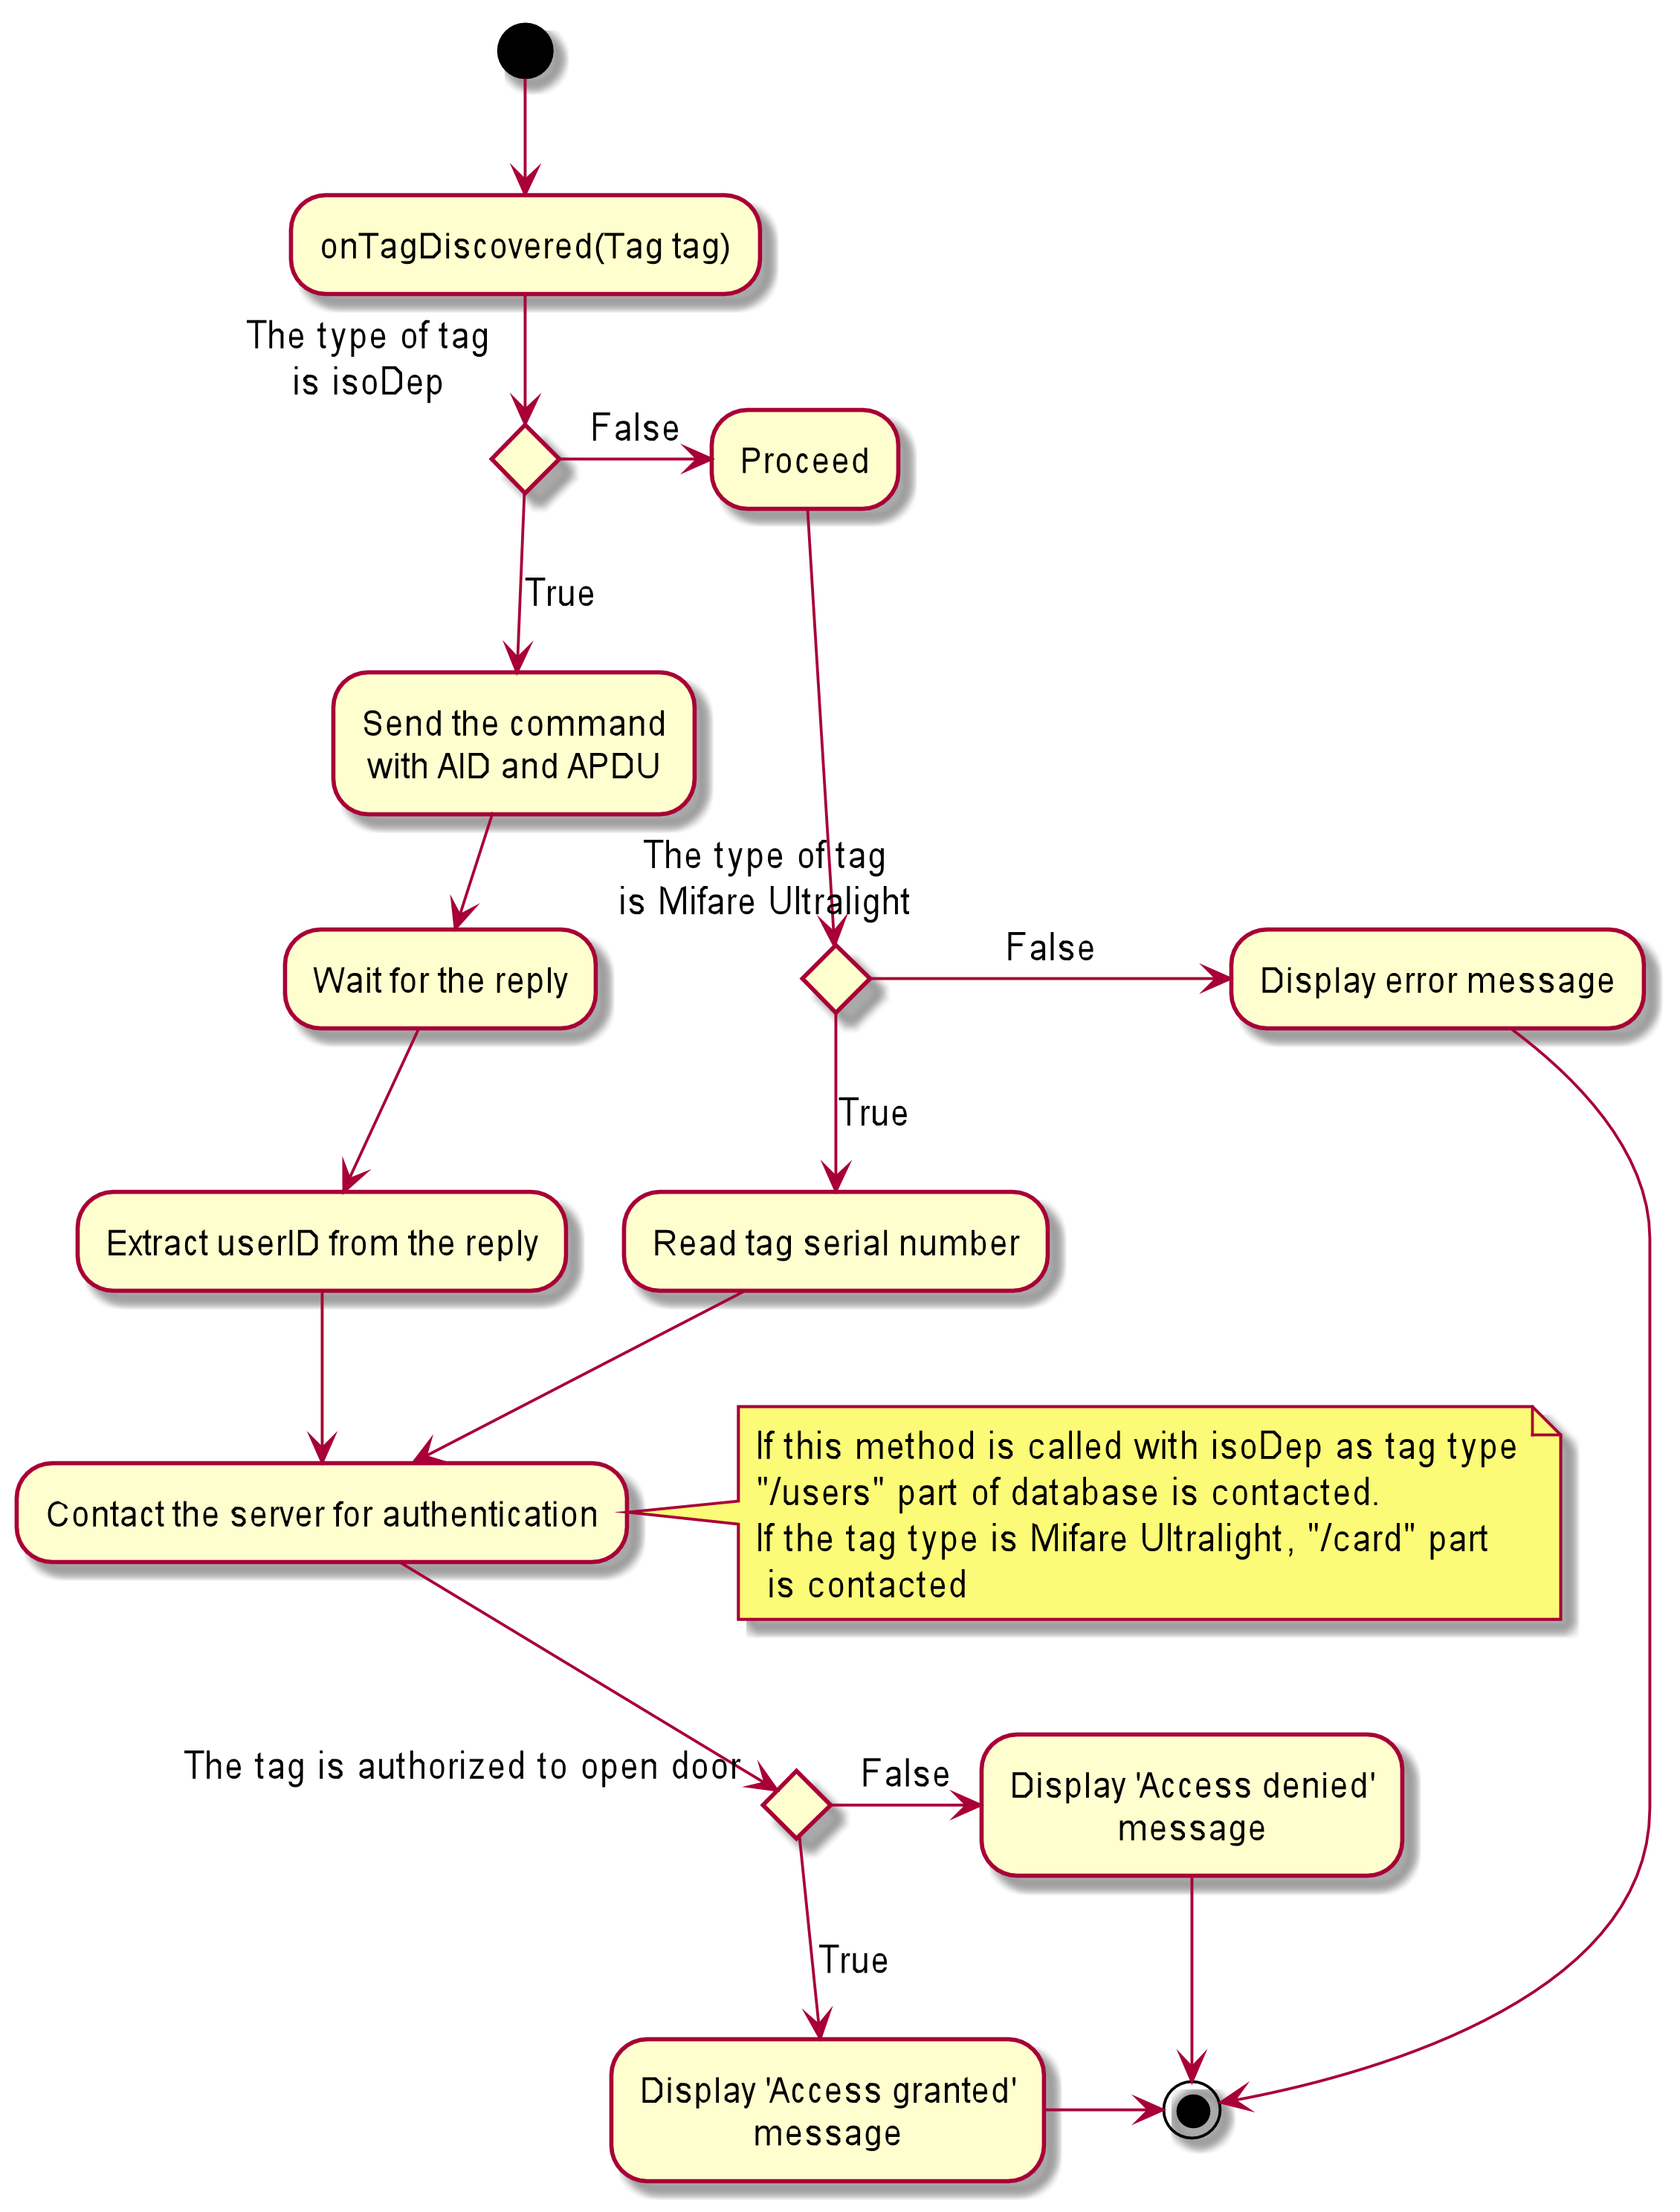 onTagDiscovered(Tag tag)
The type of tag
is isoDep
False
Proceed
True
Send the command
with AID and APDU
The type of tag
is Mifare Ultralight
False
Wait for the reply
Display error message
True
Extract userID from the reply
Read tag serial number
If this method is called with isoDep as tag type
"/users" part of database is contacted.
If the tag type is Mifare Ultralight, "/card" part
is contacted
Contact the server for authentication
The tag is authorized to open door
False
Display 'Access denied'
message
True
Display 'Access granted'
message